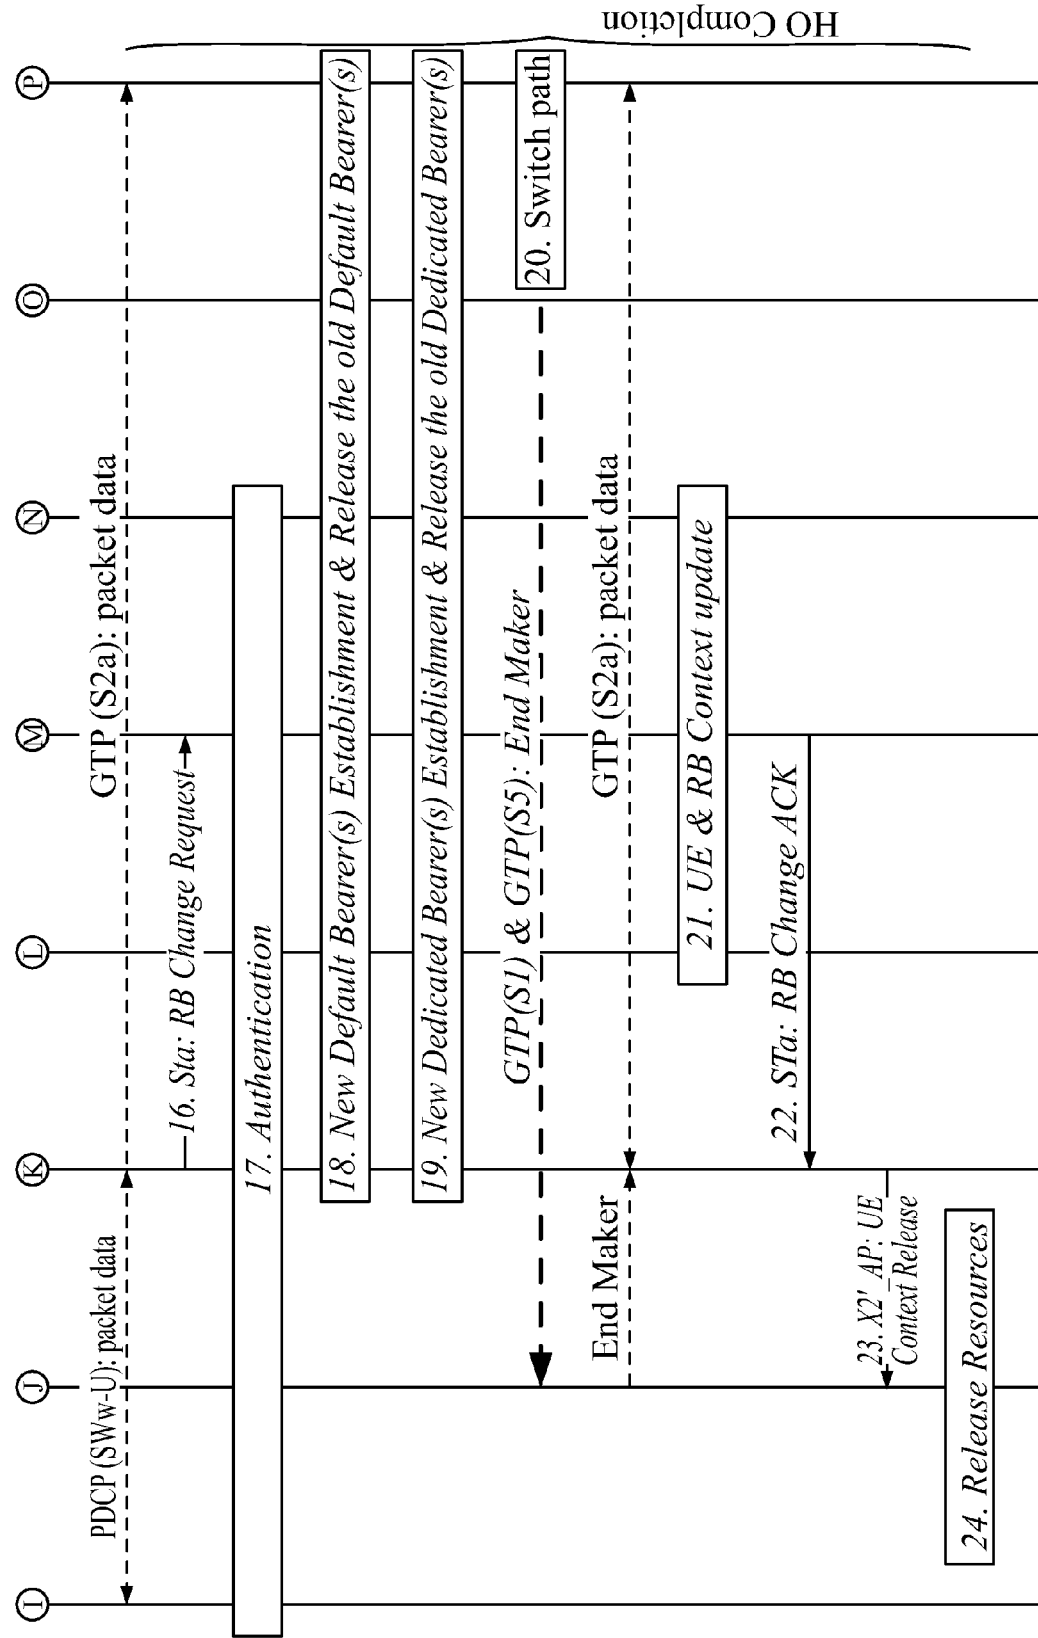 I
J
K
L
M
N
O
P
PDCP (SWw-U): packet data
GTP (S2a): packet data
16. Sta: RB Change Request
17. Authentication
18. New Default Bearer(s) Establishment & Release the old Default Bearer(s)
19. New Dedicated Bearer(s) Establishment & Release the old Dedicated Bearer(s)
20. Switch path
GTP(S1) & GTP(S5): End Maker
End Maker
GTP (S2a): packet data
21. UE & RB Context update
22. STa: RB Change ACK
23. X2'_AP: UE
Context Release
24. Release Resources
HO Completion